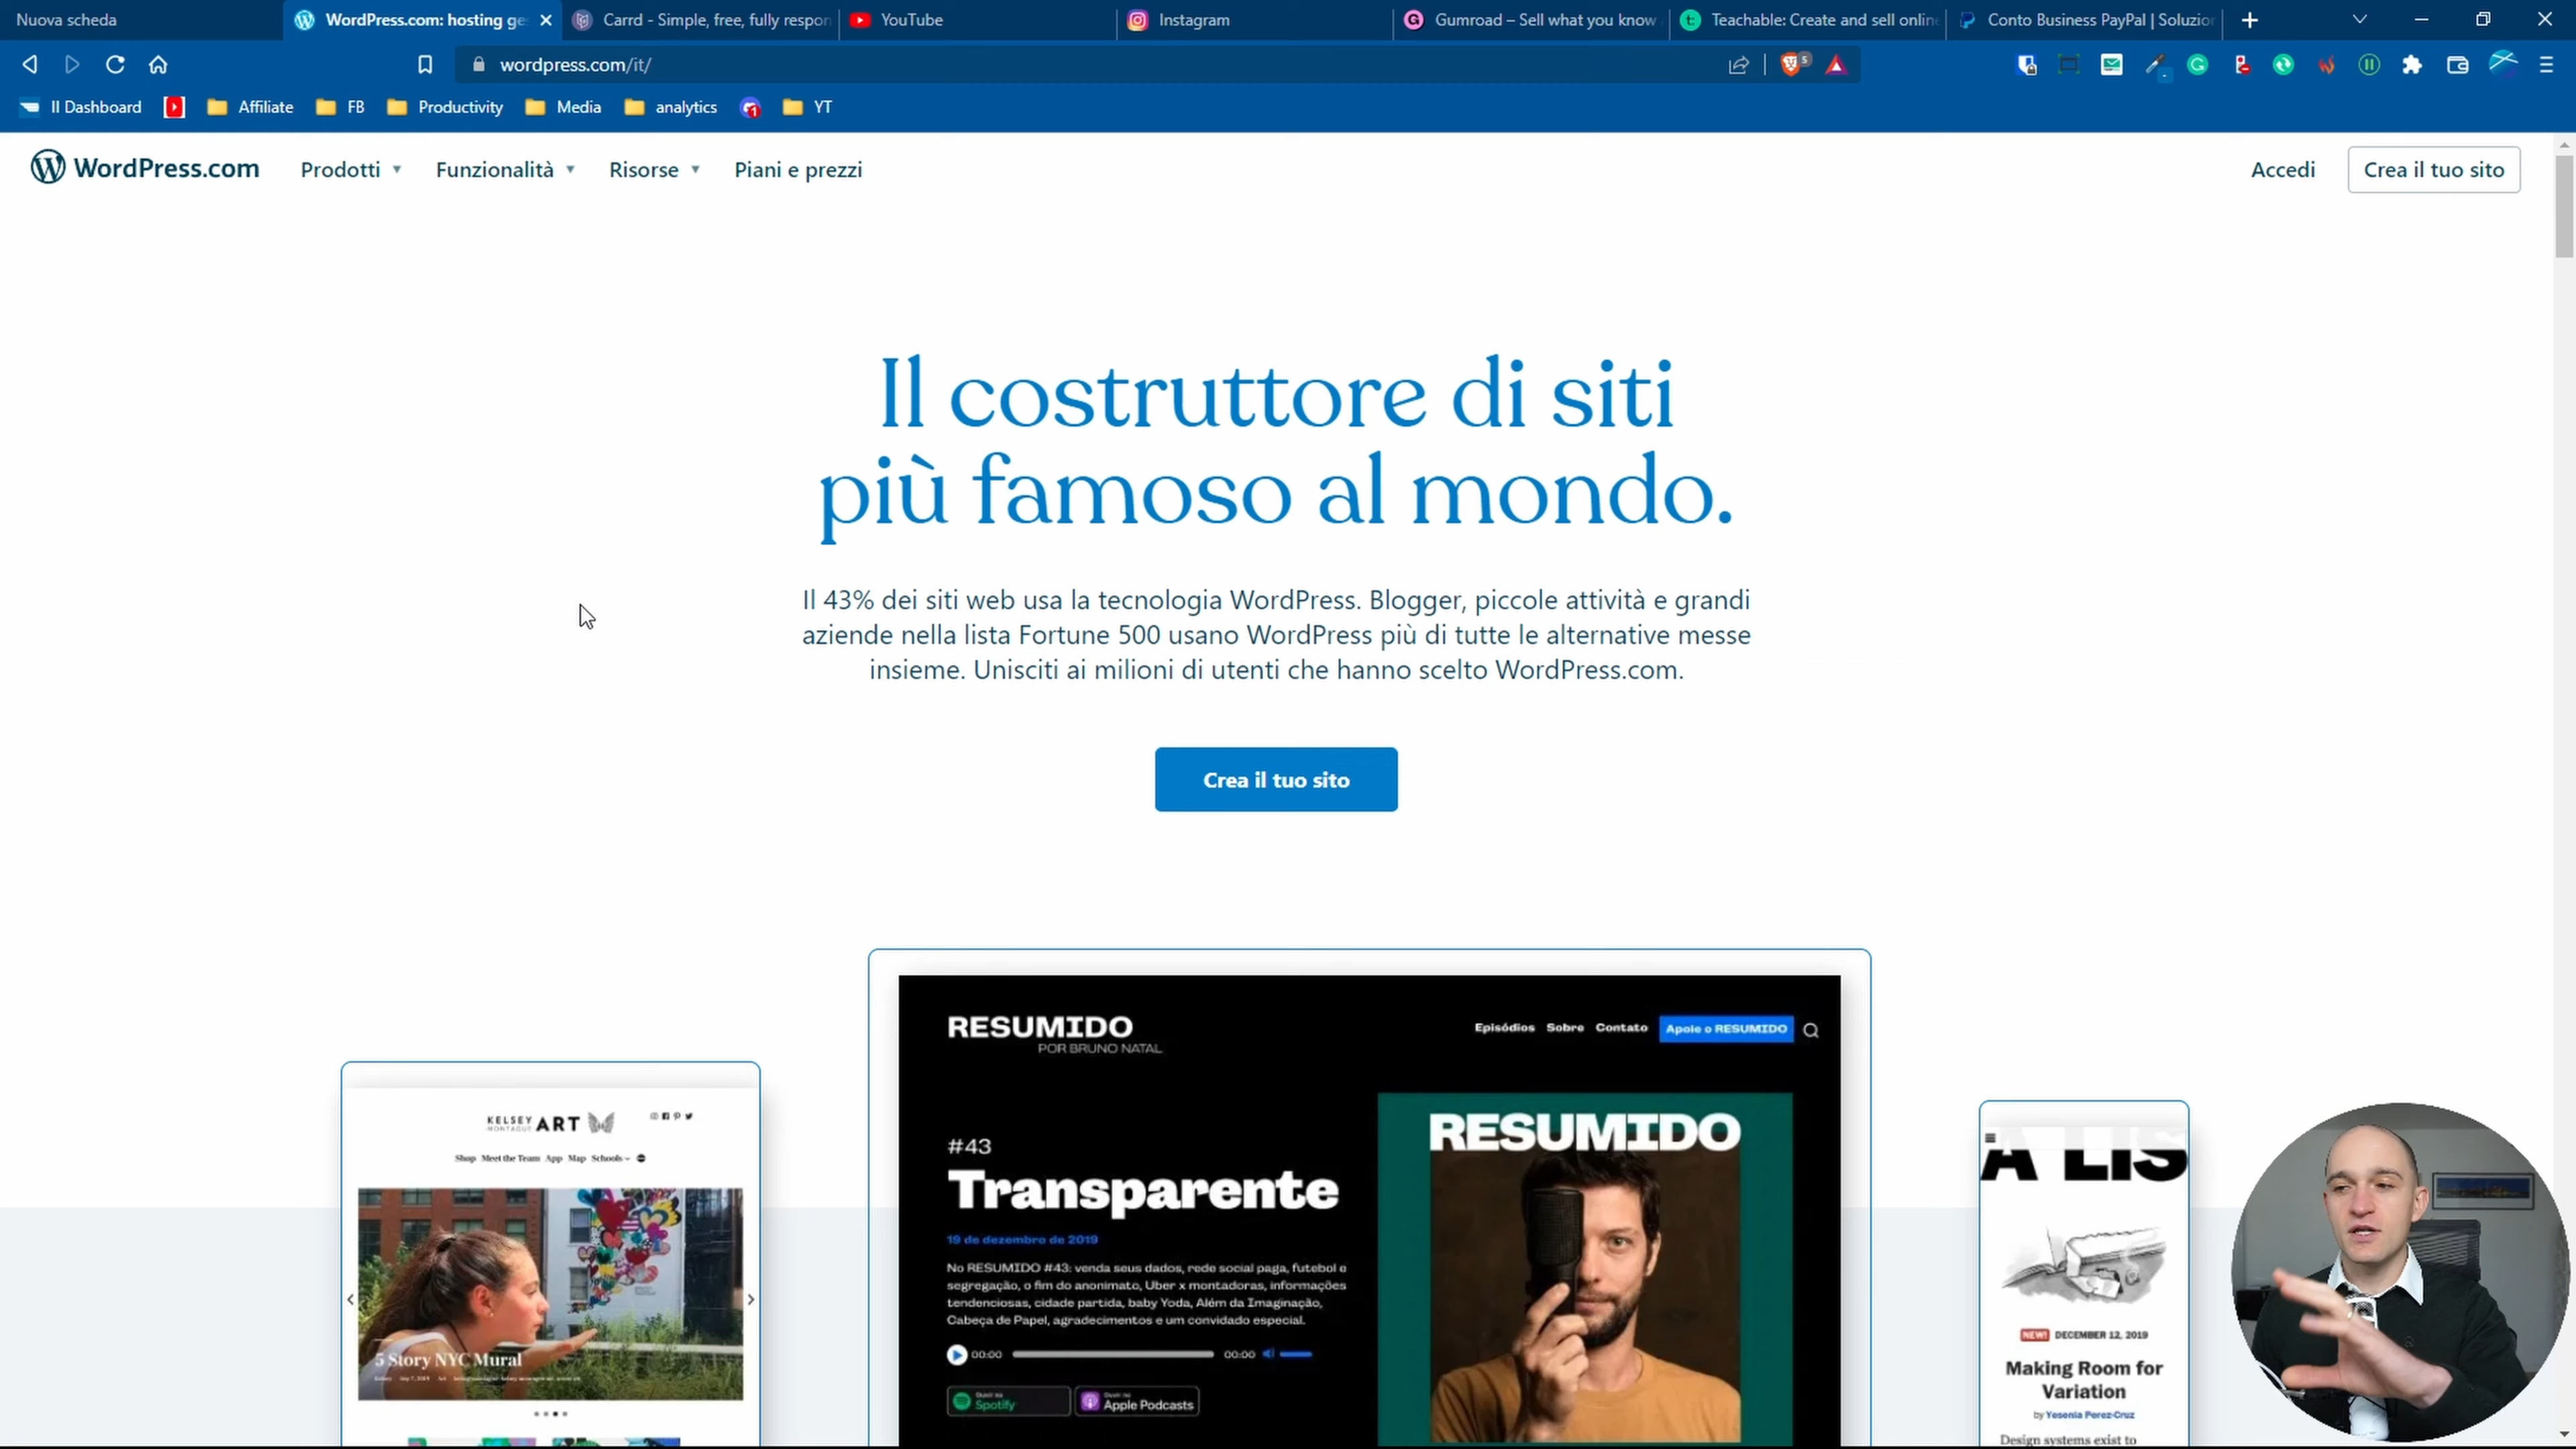 Nuova scheda
WordPress.com: hosting ge
Carrd - Simple, free, fully respon
YouTube
Instagram
Gumroad – Sell what you know
Teachable: Create and sell onlin
Conto Business PayPal | Soluzio
wordpress.com/it/
5
II Dashboard
Affiliate
FB
Productivity
Media
analytics
1
YT
WordPress.com
Prodotti
Funzionalità
Risorse
Piani e prezzi
Accedi
Crea il tuo sito
Il costruttore di siti
più famoso al mondo.
Il 43% dei siti web usa la tecnologia WordPress. Blogger, piccole attività e grandi
aziende nella lista Fortune 500 usano WordPress più di tutte le alternative messe
insieme. Unisciti ai milioni di utenti che hanno scelto WordPress.com.
Crea il tuo sito
KELSEY
MONTAGUE
ART
Shop Meet the Team App Map Schools
5 Story NYC Mural
RESUMIDO
POR BRUNO NATAL
Episódios Sobre Contato Apoie o RESUMIDO
#43
Transparente
19 de dezembro de 2019
No RESUMIDO #43: venda seus dados, rede social paga, futebol e
segregação, o fim do anonimato, Uber x montadoras, informações
tendenciosas, cidade partida, baby Yoda, Além da Imaginação,
Cabeça de Papel, agradecimentos e um convidado especial.
00:00
00:00
Spotify
Apple Podcasts
RESUMIDO
A LIS
NEW! DECEMBER 12, 2019
Making Room for
Variation
by Yesenia Perez-Cruz
Design systems exist to